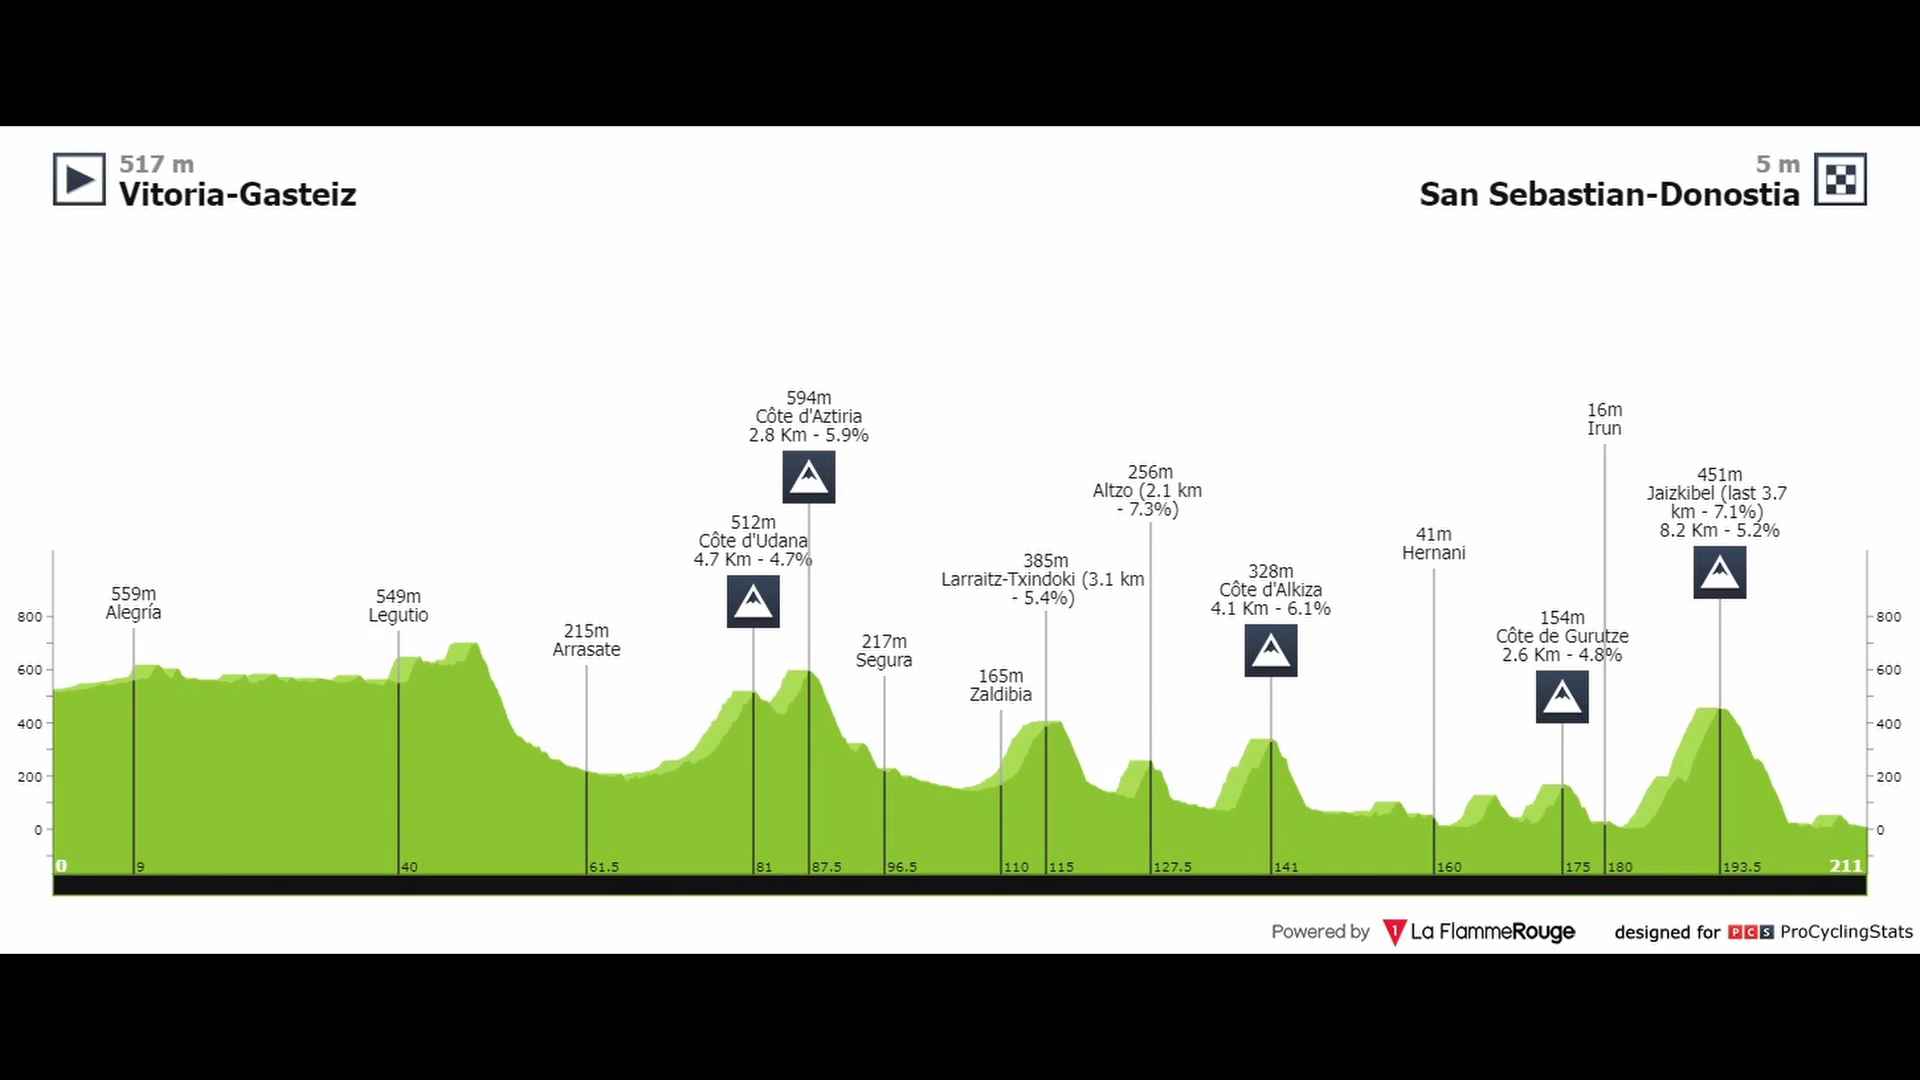 517 m
Vitoria-Gasteiz
5 m
San Sebastian-Donostia
594m
Côte d'Aztiria
2.8 Km - 5.9%
16m
Irun
256m
Altzo (2.1 km
- 7.3%)
451m
Jaizkibel (last 3.7
km - 7.1%)
8.2 Km - 5.2%
512m
Côte d'Udana
4.7 Km - 4.7%
41m
Hernani
385m
Larraitz-Txindoki (3.1 km
- 5.4%)
328m
Côte d'Alkiza
4.1 Km - 6.1%
559m
Alegría
549m
Legutio
215m
Arrasate
217m
Segura
165m
Zaldibia
154m
Côte de Gurutze
2.6 Km - 4.8%
800 800
600 600
400 400
200 200
0 0
0 9 40 61.5 81 87.5 96.5 110 115 127.5 141 160 175 180 193.5 211
Powered by 1 La FlammeRouge designed for PCS ProCyclingStats